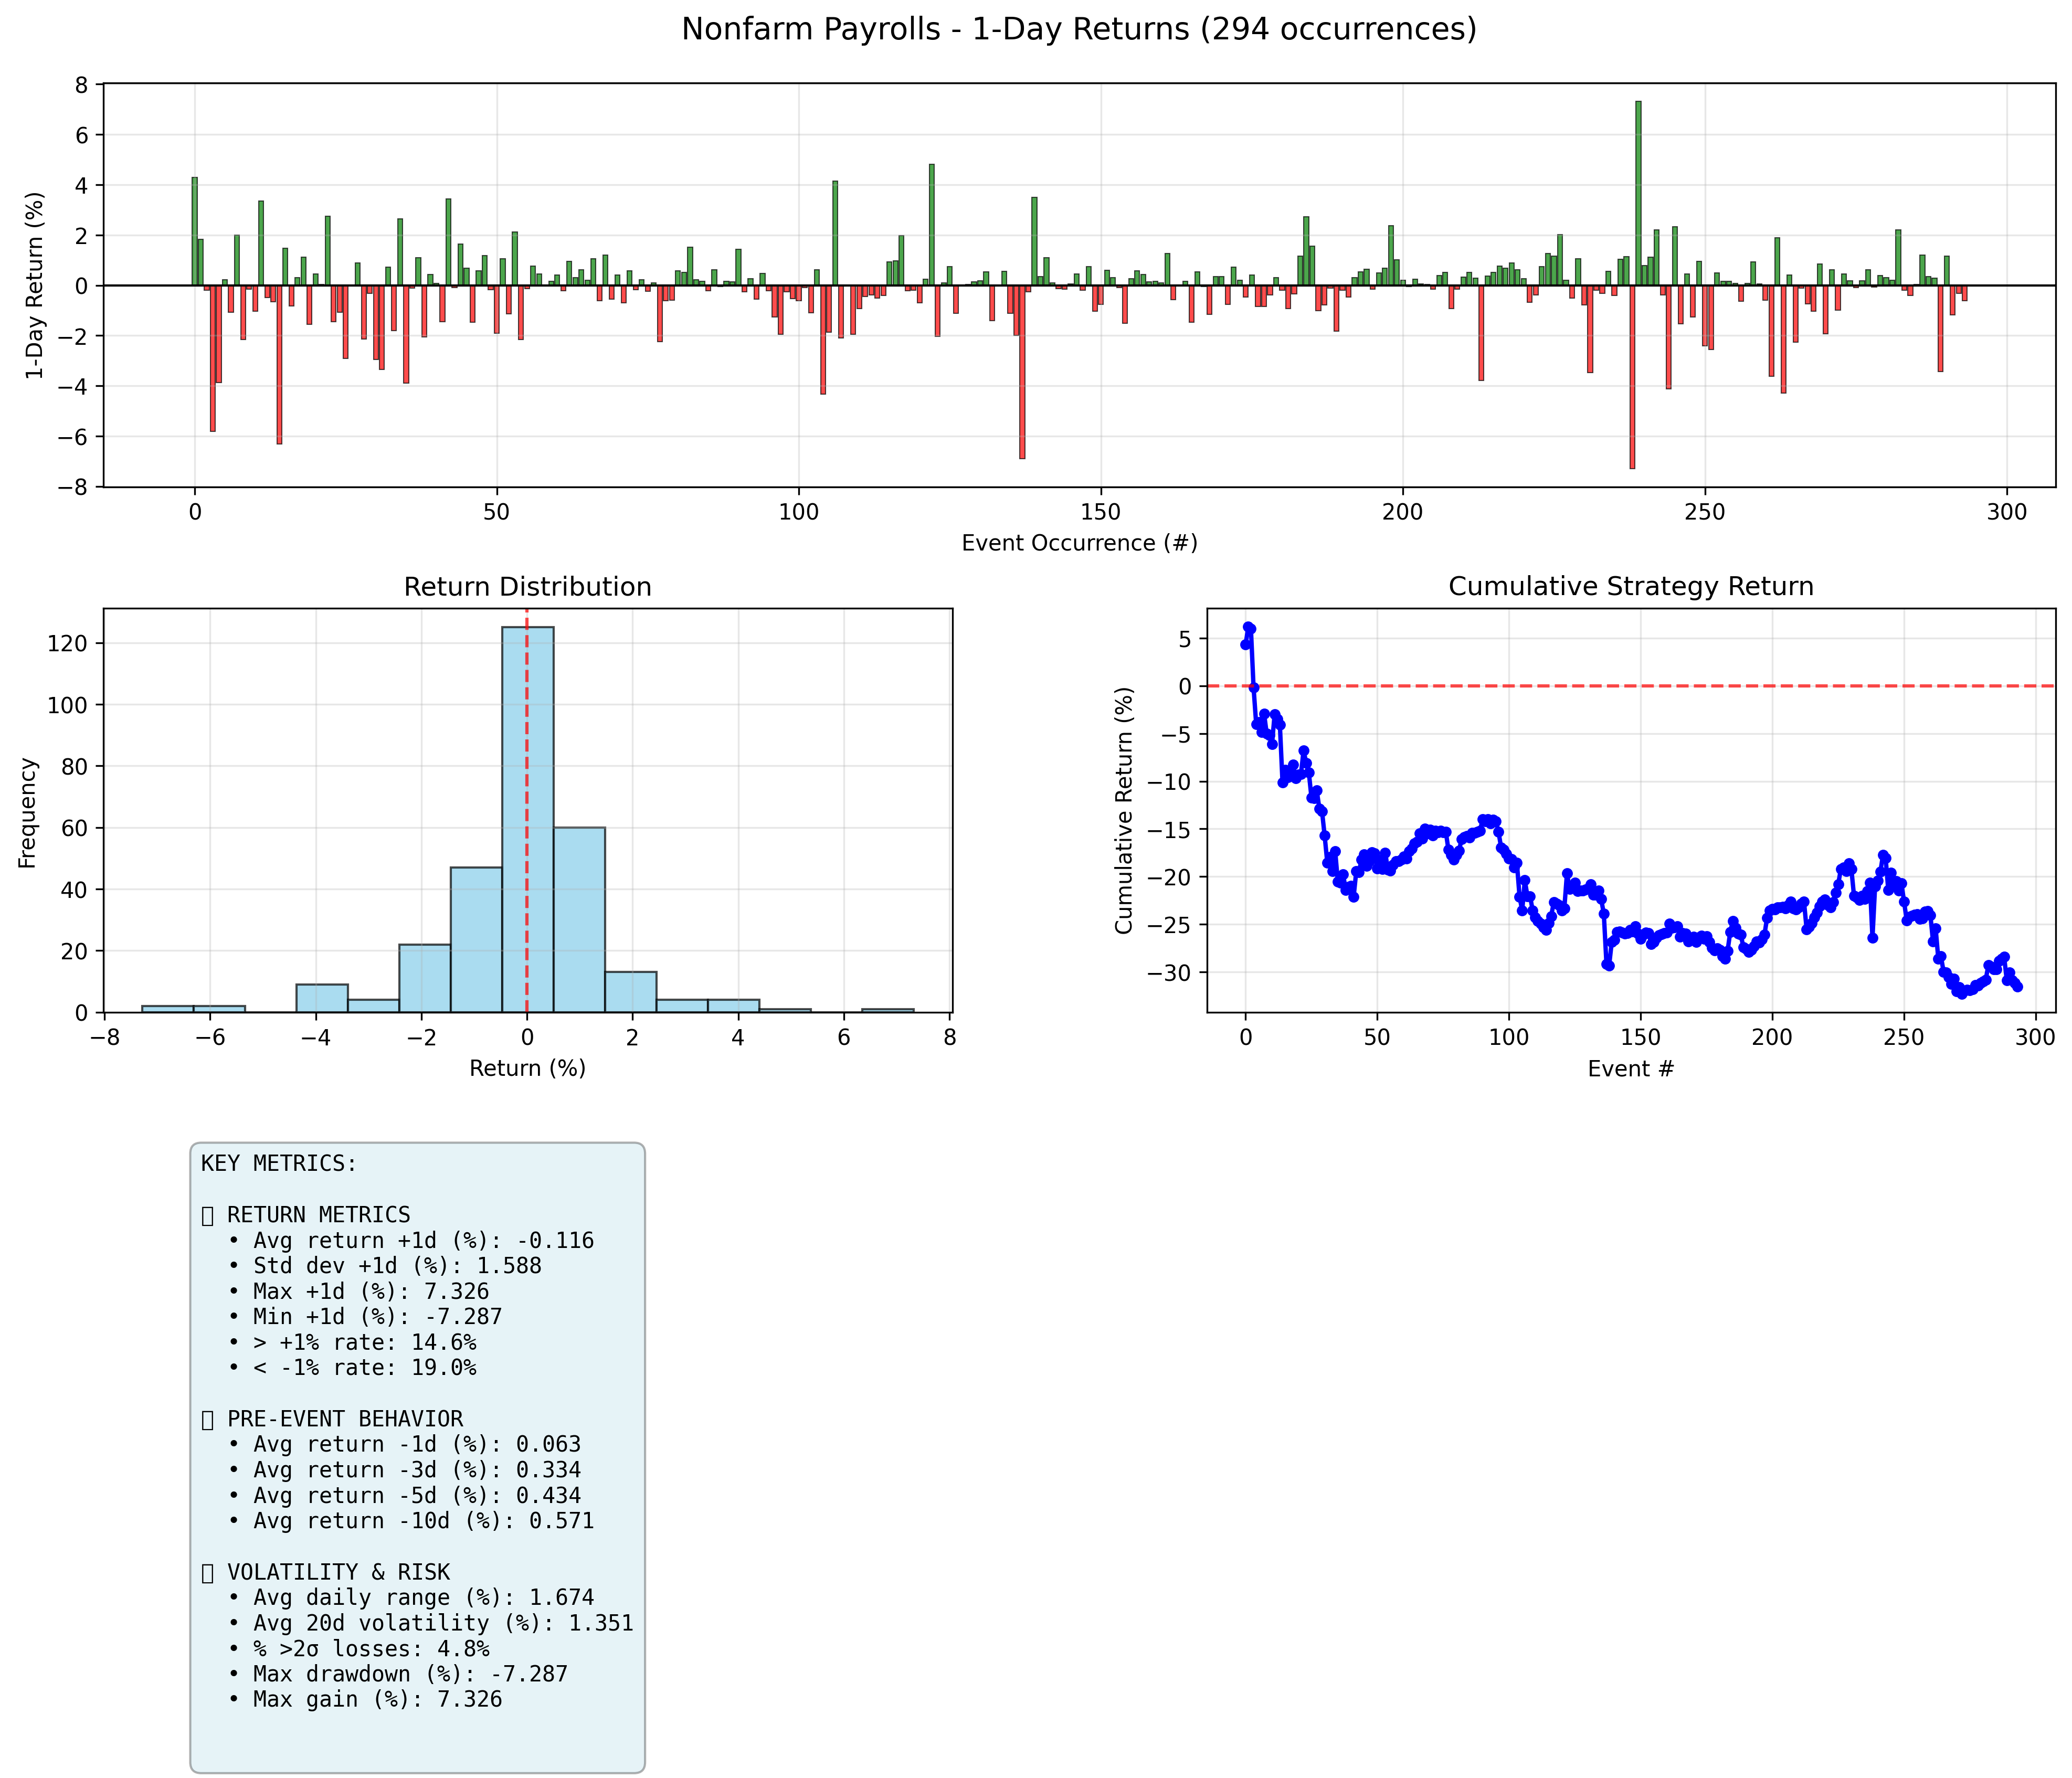 Nonfarm Payrolls - 1-Day Returns (294 occurrences)
8
6
4
2
0
−2
−4
−6
−8
1-Day Return (%)
0 50 100 150 200 250 300
Event Occurrence (#)
Return Distribution
120
100
80
60
40
20
0
Frequency
−8 −6 −4 −2 0 2 4 6 8
Return (%)
Cumulative Strategy Return
5
0
−5
−10
−15
−20
−25
−30
Cumulative Return (%)
0 50 100 150 200 250 300
Event #
KEY METRICS:
RETURN METRICS
• Avg return +1d (%): -0.116
• Std dev +1d (%): 1.588
• Max +1d (%): 7.326
• Min +1d (%): -7.287
• > +1% rate: 14.6%
• < -1% rate: 19.0%
PRE-EVENT BEHAVIOR
• Avg return -1d (%): 0.063
• Avg return -3d (%): 0.334
• Avg return -5d (%): 0.434
• Avg return -10d (%): 0.571
VOLATILITY & RISK
• Avg daily range (%): 1.674
• Avg 20d volatility (%): 1.351
• % >2σ losses: 4.8%
• Max drawdown (%): -7.287
• Max gain (%): 7.326